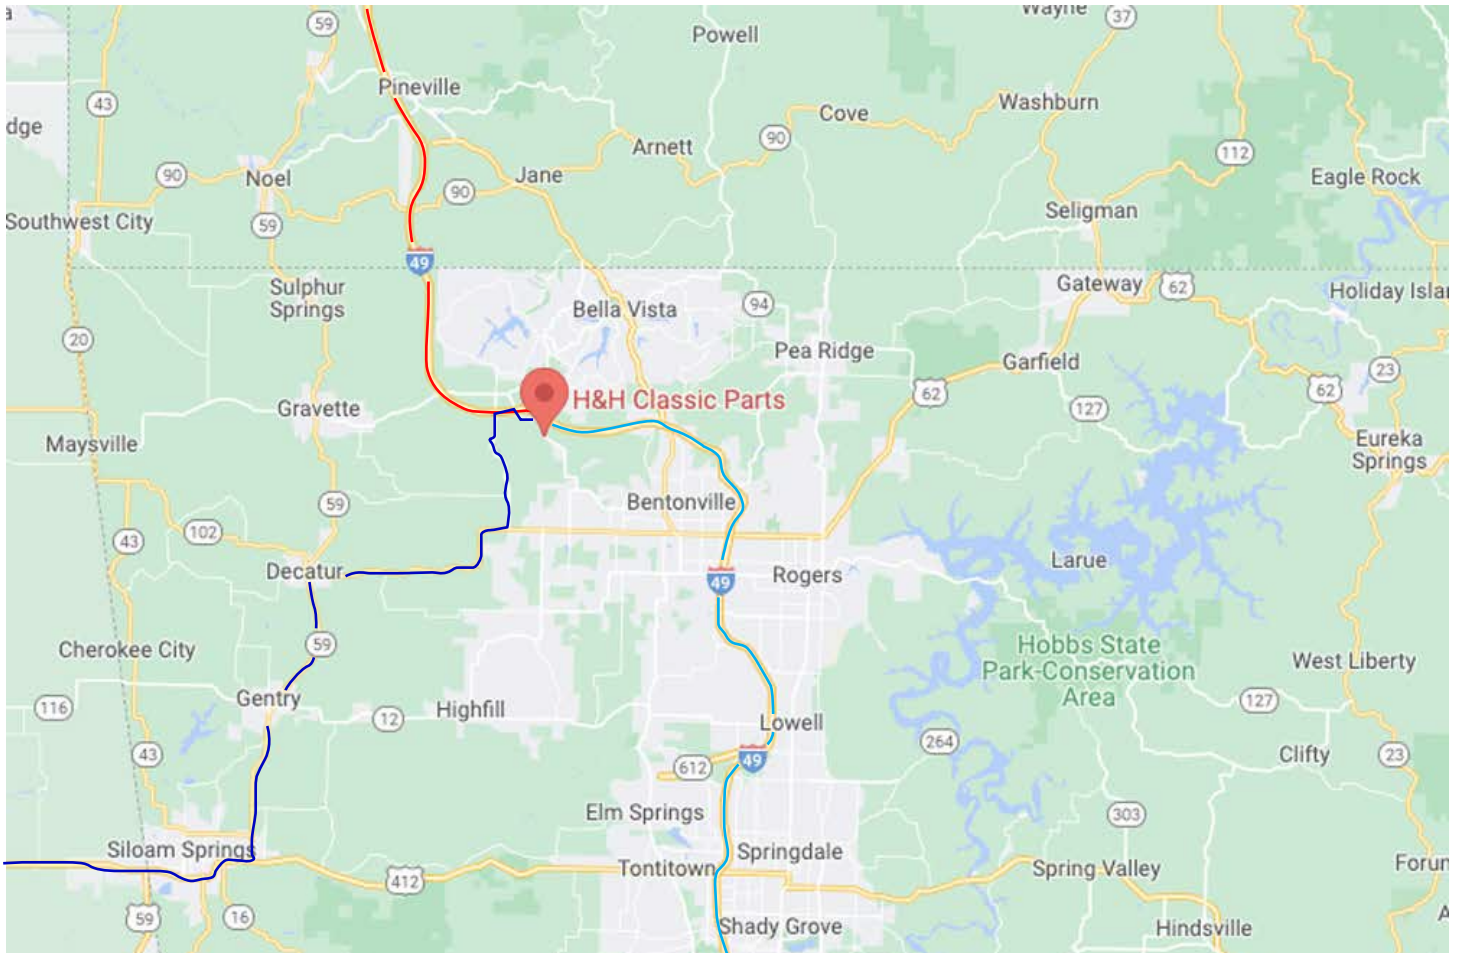 Wayne
37
59
Powell
Pineville
Washburn
43
Cove
dge
90
Arnett
112
90
Noel
90
Jane
Eagle Rock
Southwest City
59
Seligman
49
Sulphur
Springs
Gateway
62
Holiday Islan
Bella Vista
94
20
Pea Ridge
Garfield
23
62
62
H&H Classic Parts
Gravette
127
Maysville
Eureka
Springs
59
Bentonville
102
43
Decatur
49
Rogers
Larue
59
Cherokee City
Hobbs State
Park-Conservation
Area
West Liberty
Gentry
116
12
Highfill
127
Lowell
264
43
612
49
Clifty
23
Elm Springs
303
Siloam Springs
Springdale
Tontitown
412
Spring Valley
Forun
59
16
Shady Grove
Hindsville
A